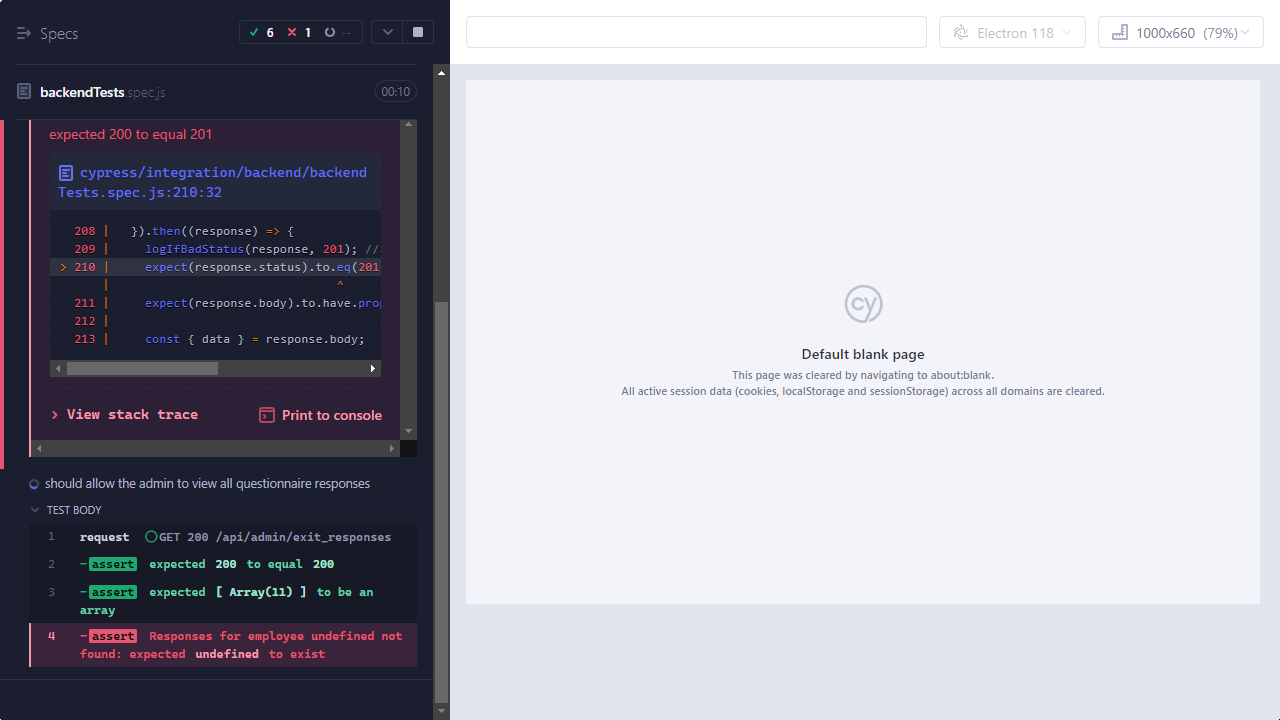 Specs
6 1 --
Electron 118
1000x660 (79%)
backendTests spec.js
00:10
expected 200 to equal 201
cypress/integration/backend/backend
Tests.spec.js:210:32
208 | }).then((response) => {
209 | logIfBadStatus(response, 201); //
> 210 | expect(response.status).to.eq(201
| ^
211 | expect(response.body).to.have.prop
212 |
213 | const { data } = response.body;
> View stack trace
Print to console
should allow the admin to view all questionnaire responses
TEST BODY
1 request GET 200 /api/admin/exit_responses
2 -assert expected 200 to equal 200
3 -assert expected [ Array(11) ] to be an
array
4 -assert Responses for employee undefined not
found: expected undefined to exist
cy
Default blank page
This page was cleared by navigating to about:blank.
All active session data (cookies, localStorage and sessionStorage) across all domains are cleared.